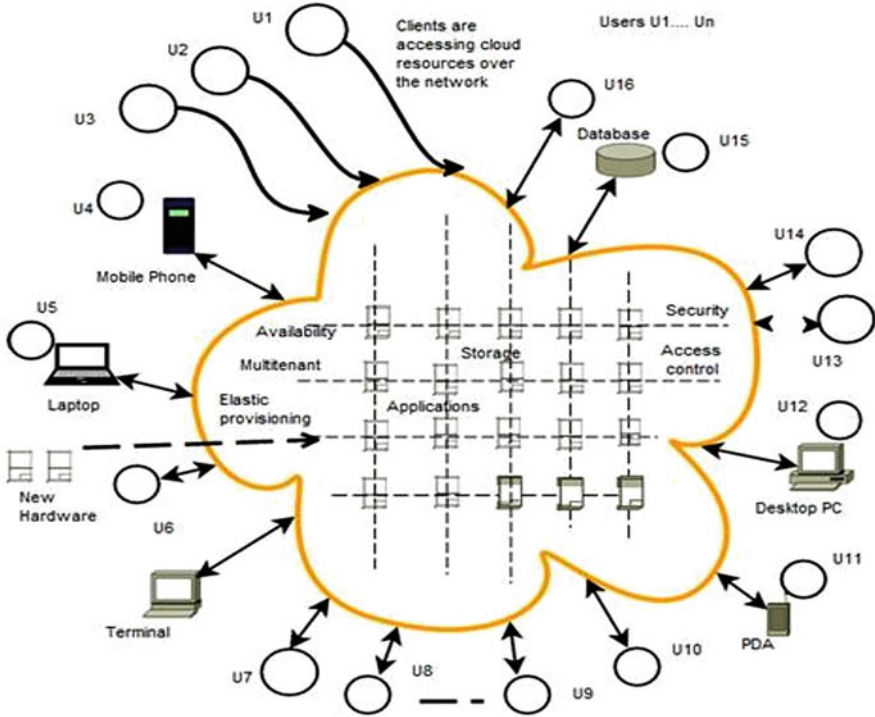 U1
Clients are
accessing cloud
resources over
the network
Users U1.... Un
U2
U3
U16
Database
U15
U4
Mobile Phone
U14
U5
Availability
Security
U13
Multitenant
Storage
Access
control
Laptop
Elastic
provisioning
Applications
U12
New
Hardware
U6
Desktop PC
Terminal
U11
PDA
U7
U8
U9
U10